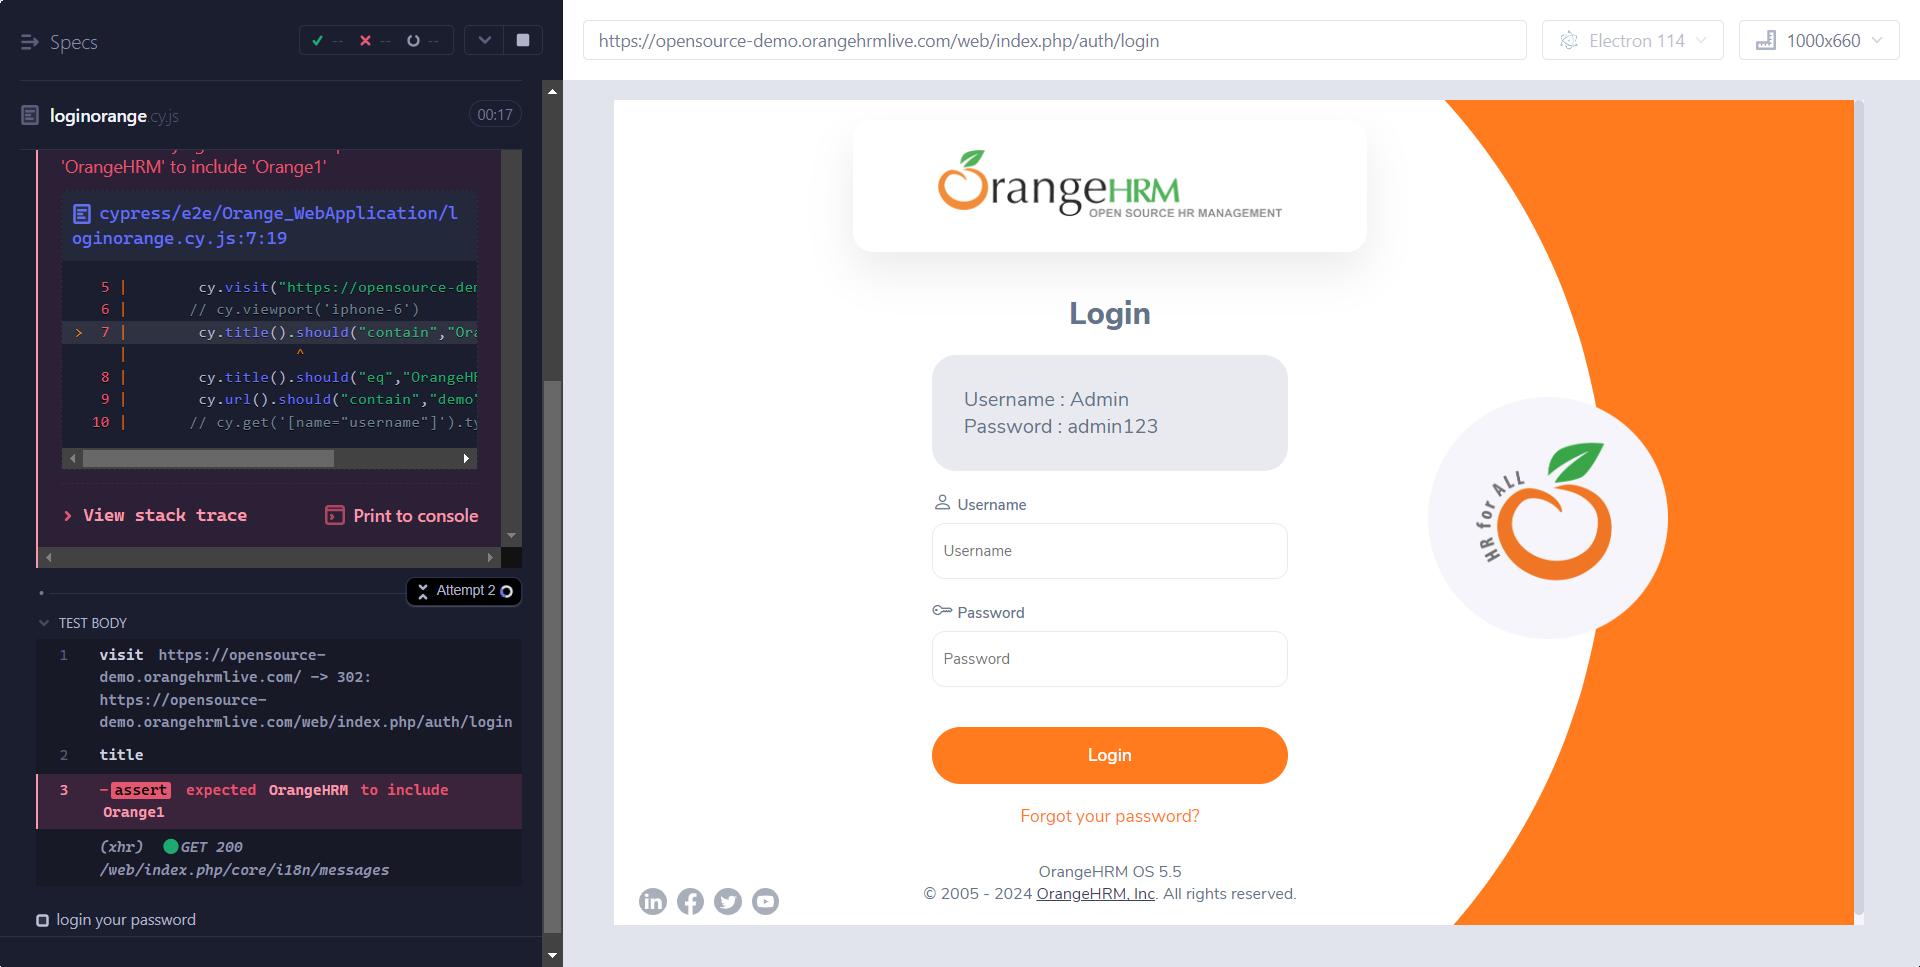 Specs
--
--
--
loginorange.cy.js
00:17
'OrangeHRM' to include 'Orange1'
cypress/e2e/Orange_WebApplication/l
oginorange.cy.js:7:19
5 | cy.visit("https://opensource-de
6 | // cy.viewport('iphone-6')
> 7 | cy.title().should("contain","Ora
| ^
8 | cy.title().should("eq","OrangeH
9 | cy.url().should("contain","demo"
10 | // cy.get('[name="username"]').ty
View stack trace
Print to console
Attempt 2
TEST BODY
1 visit https://opensource-
demo.orangehrmlive.com/ -> 302:
https://opensource-
demo.orangehrmlive.com/web/index.php/auth/login
2 title
3 -assert expected OrangeHRM to include
Orange1
(xhr) GET 200
/web/index.php/core/i18n/messages
login your password
https://opensource-demo.orangehrmlive.com/web/index.php/auth/login
Electron 114
1000x660
OrangeHRM
OPEN SOURCE HR MANAGEMENT
Login
Username : Admin
Password : admin123
Username
Username
Password
Password
Login
Forgot your password?
OrangeHRM OS 5.5
© 2005 - 2024 OrangeHRM, Inc. All rights reserved.
HR for ALL